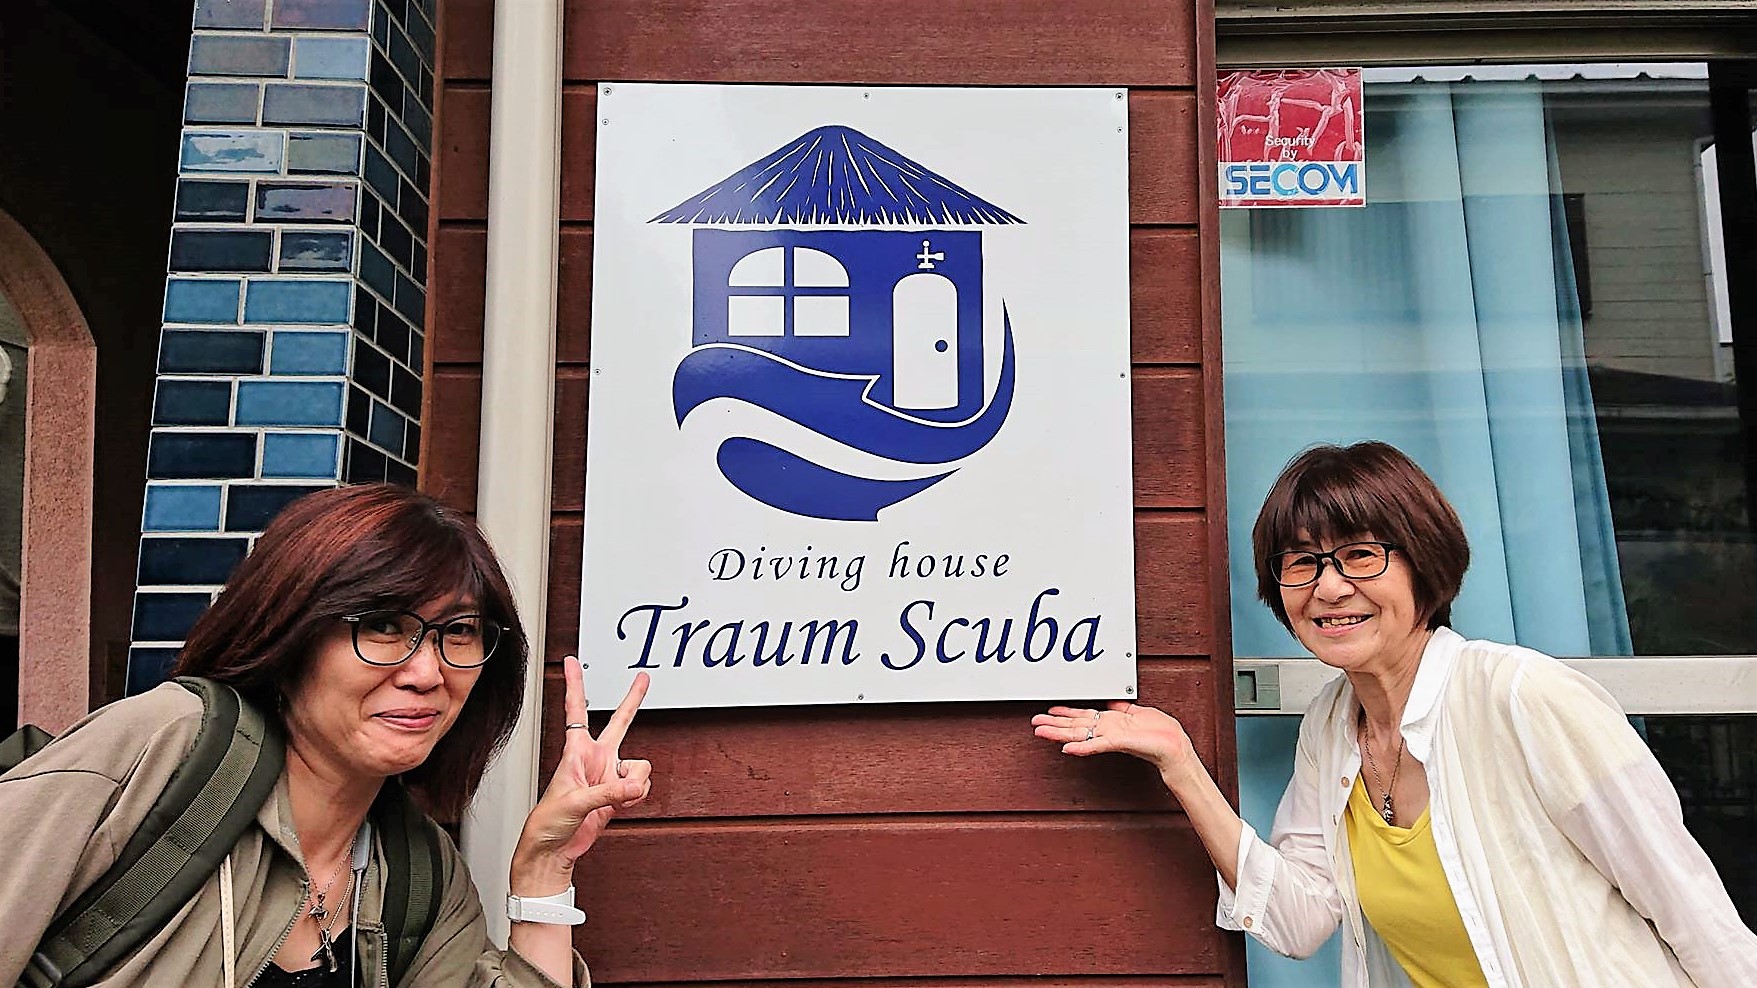 Security
by
SECOM
Diving house
Traum Scuba